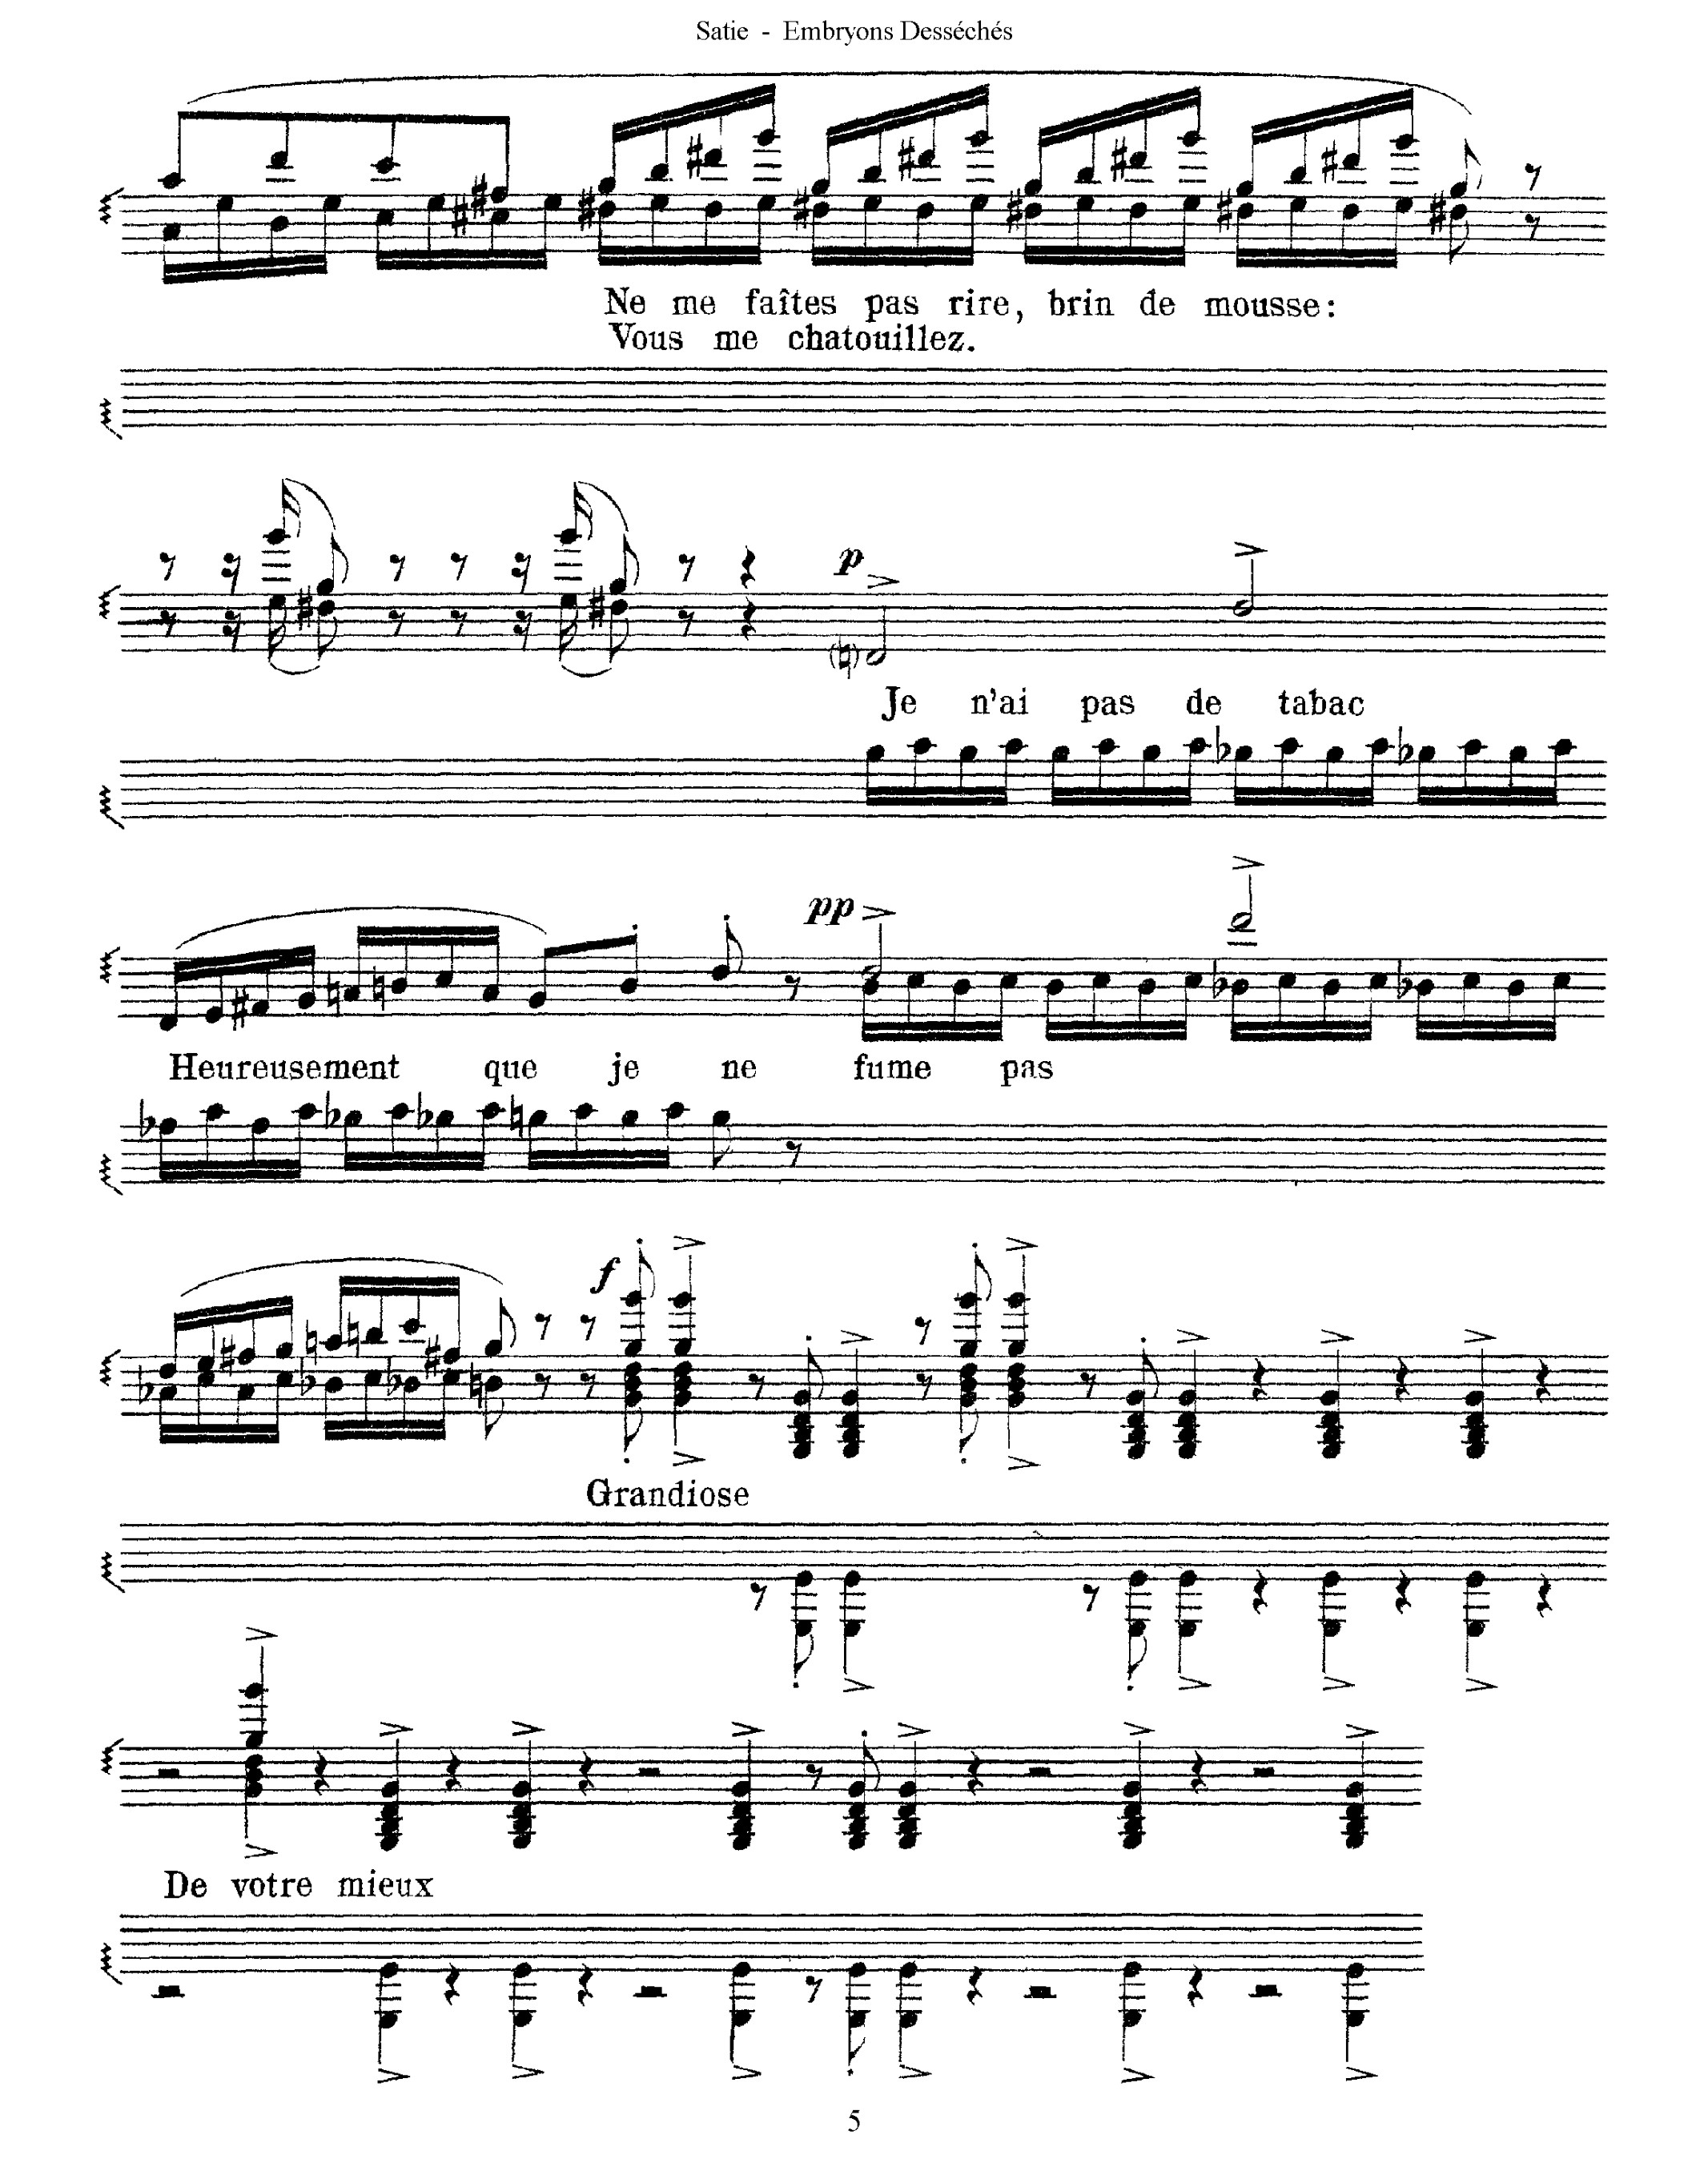 Satie - Embryons Desséchés
Ne me faîtes pas rire, brin de mousse:
Vous me chatouillez.
p
Je n'ai pas de tabac
pp
Heureusement que je ne fume pas
f
Grandiose
De votre mieux
5